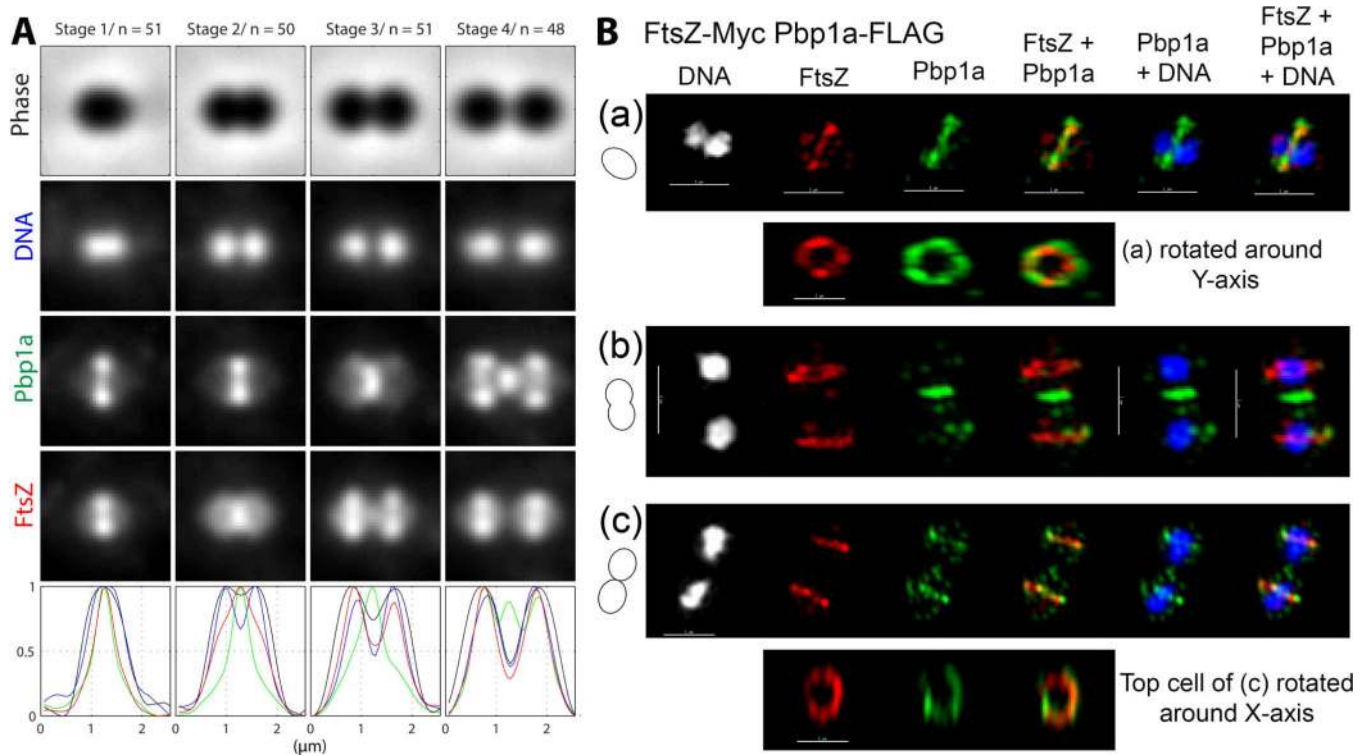 A
Stage 1/ n = 51
Stage 2/ n = 50
Stage 3/ n = 51
Stage 4/ n = 48
Phase
DNA
Pbp1a
FtsZ
1
0.5
0
0 1 2
0 1 2
0 1 2
0 1 2
(µm)
B FtsZ-Myc Pbp1a-FLAG
DNA
FtsZ
Pbp1a
FtsZ +
Pbp1a
Pbp1a
+ DNA
FtsZ +
Pbp1a
+ DNA
(a)
(a) rotated around
Y-axis
(b)
(c)
Top cell of (c) rotated
around X-axis